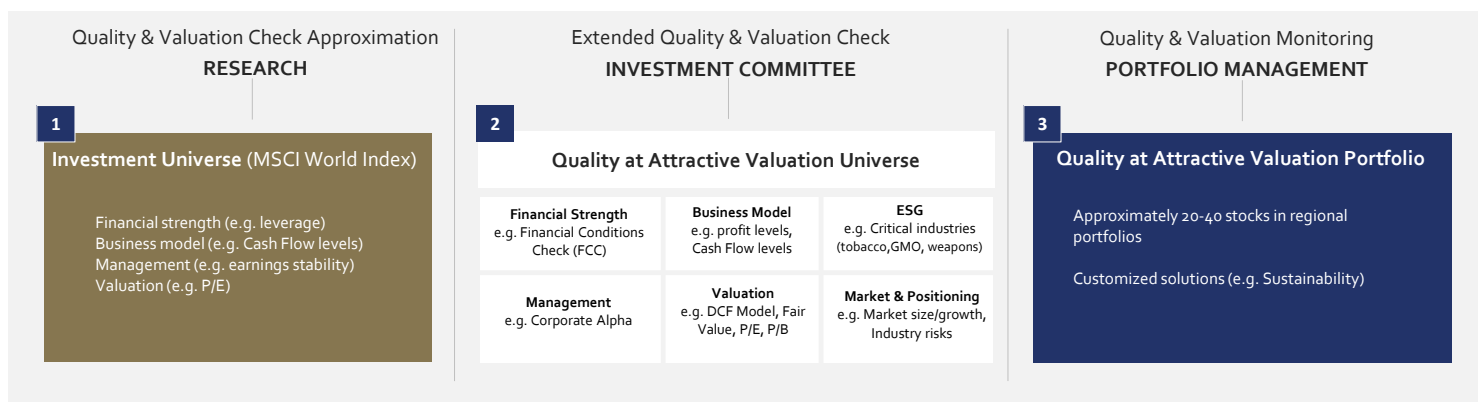 Quality & Valuation Check Approximation
RESEARCH
1
Investment Universe (MSCI World Index)
Financial strength (e.g. leverage)
Business model (e.g. Cash Flow levels)
Management (e.g. earnings stability)
Valuation (e.g. P/E)
Extended Quality & Valuation Check
INVESTMENT COMMITTEE
2
Quality at Attractive Valuation Universe
Financial Strength
e.g. Financial Conditions
Check (FCC)
Business Model
e.g. profit levels,
Cash Flow levels
ESG
e.g. Critical industries
(tobacco,GMO, weapons)
Management
e.g. Corporate Alpha
Valuation
e.g. DCF Model, Fair
Value, P/E, P/B
Market & Positioning
e.g. Market size/growth,
Industry risks
Quality & Valuation Monitoring
PORTFOLIO MANAGEMENT
3
Quality at Attractive Valuation Portfolio
Approximately 20-40 stocks in regional
portfolios
Customized solutions (e.g. Sustainability)